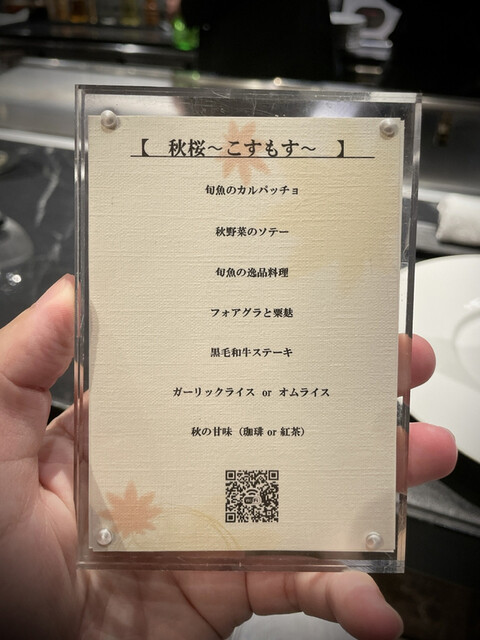 【 秋桜～こすもす～ 】
旬魚のカルパッチョ
秋野菜のソテー
旬魚の逸品料理
フォアグラと粟麩
黒毛和牛ステーキ
ガーリックライス or オムライス
秋の甘味（珈琲 or 紅茶）